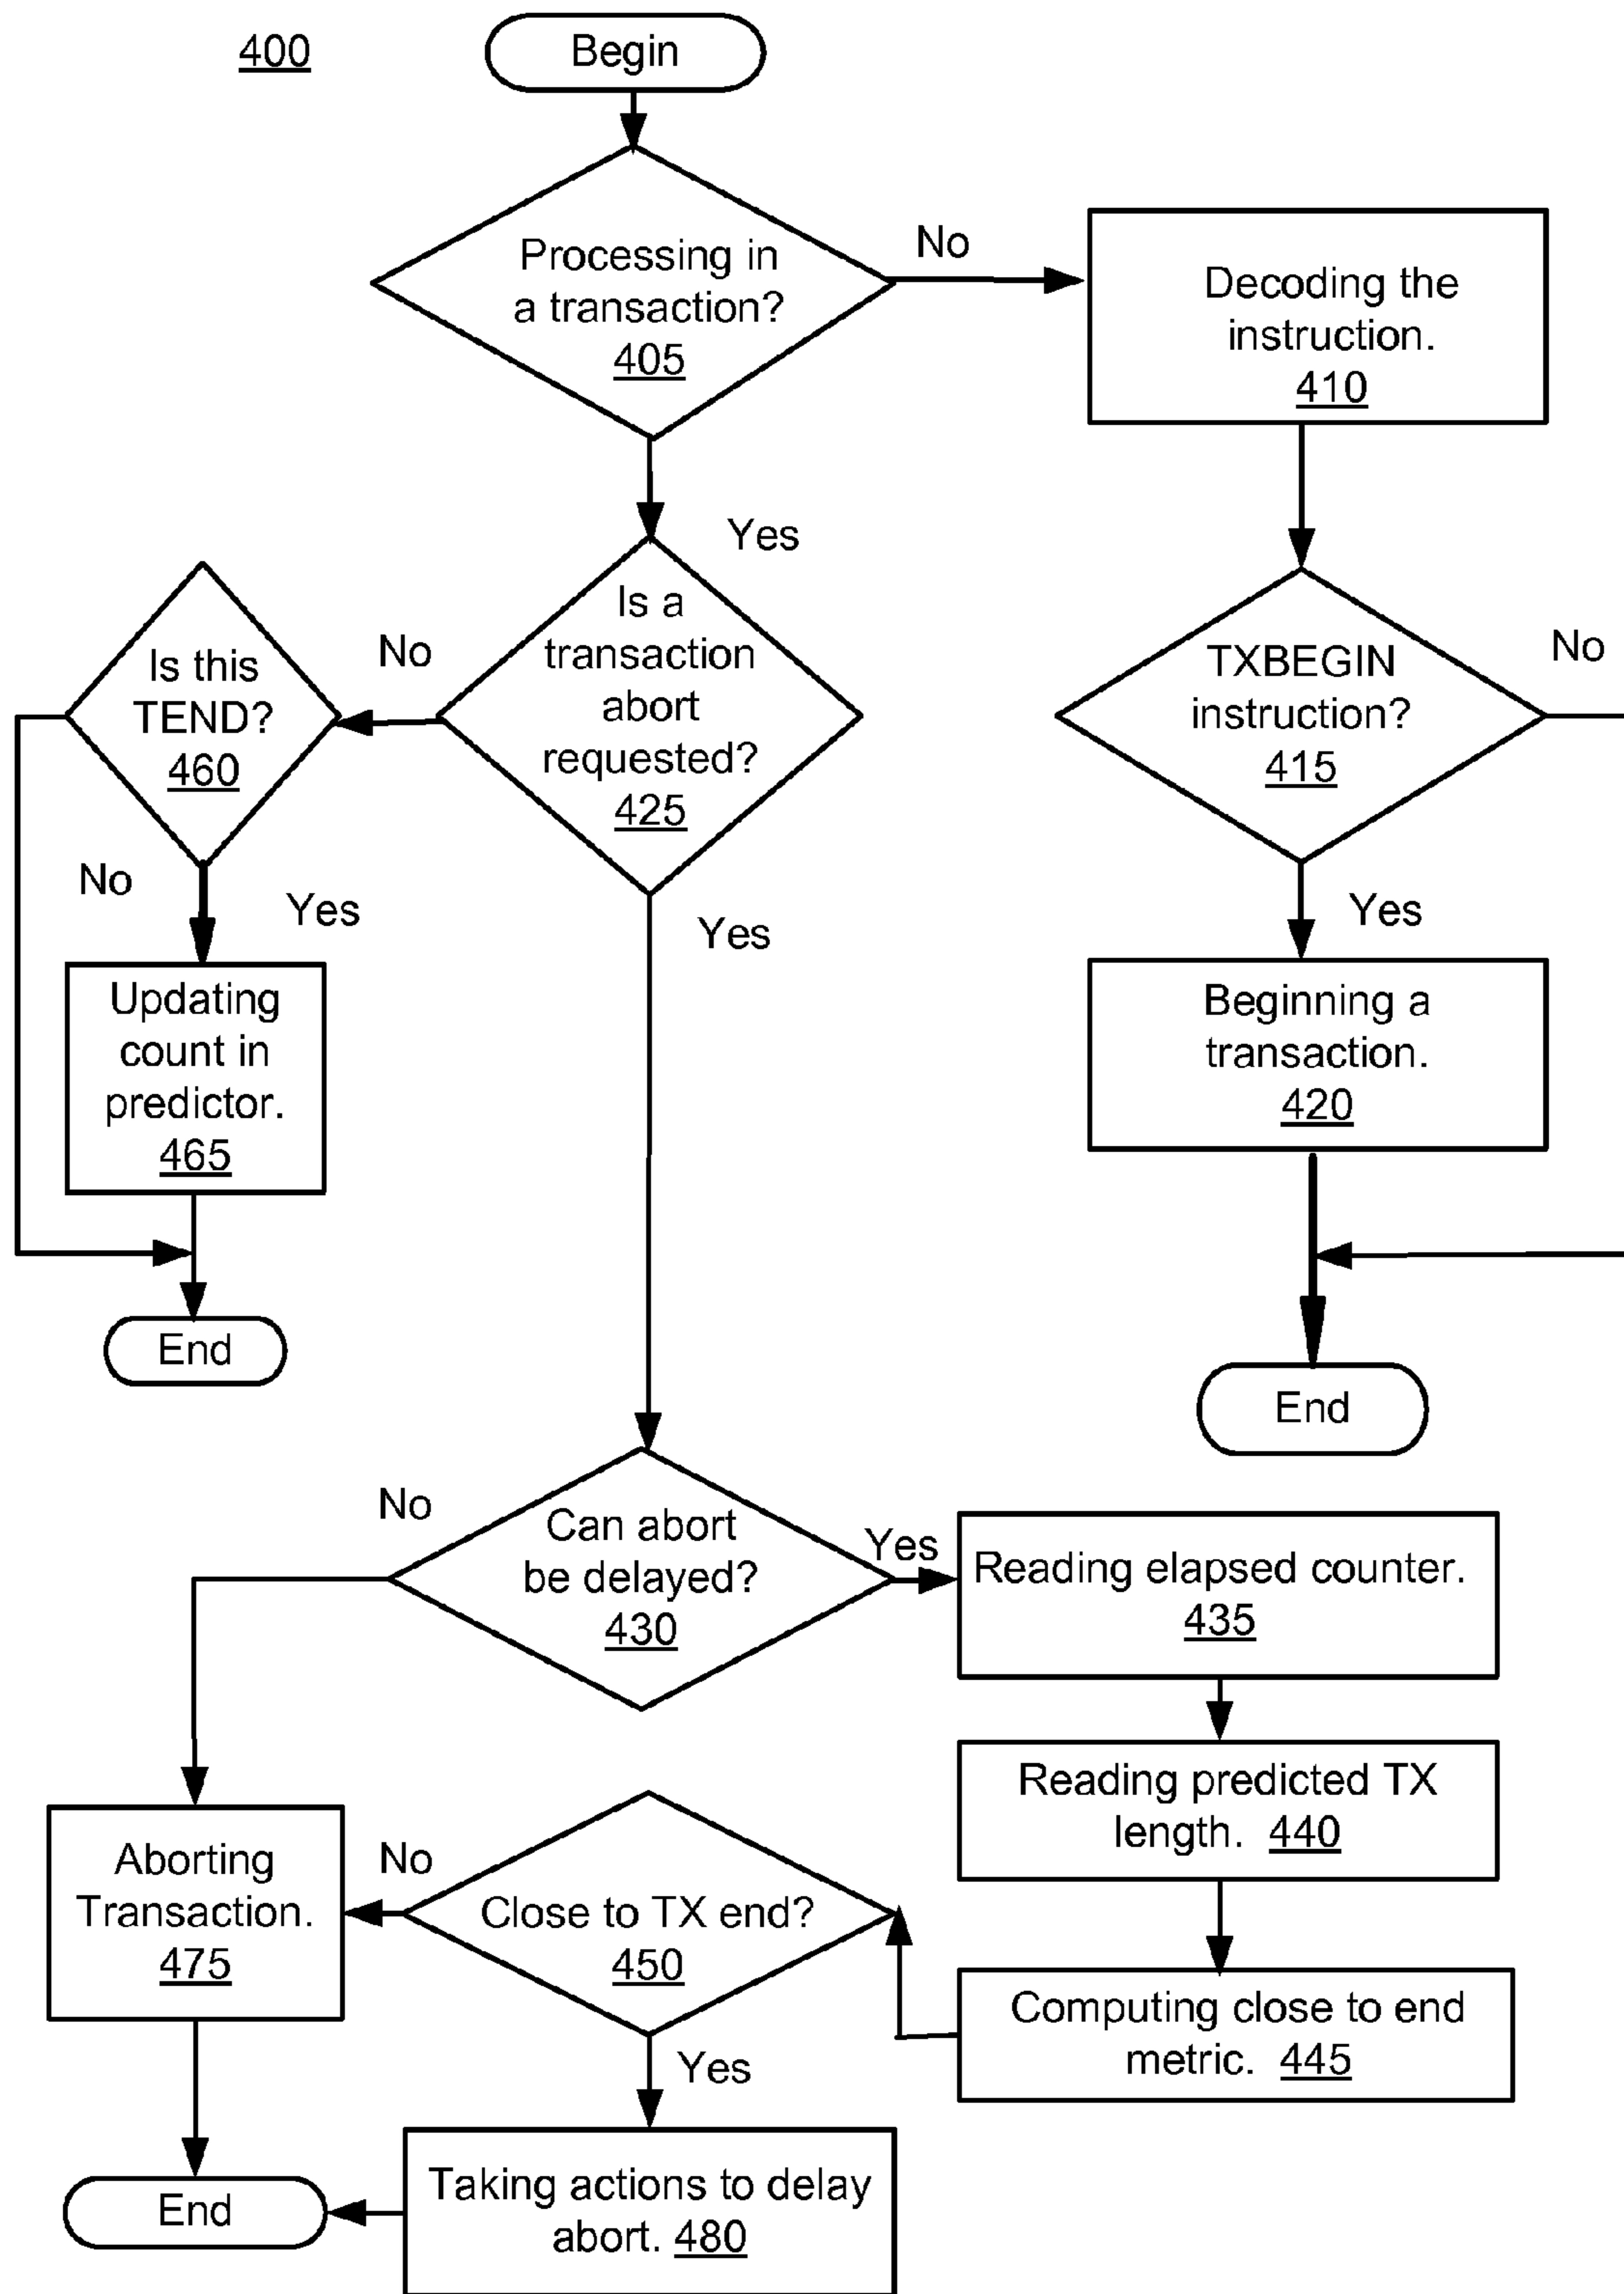 400
Begin
Processing in
a transaction?
405
No
Decoding the
instruction.
410
Yes
Is a
transaction
abort
requested?
425
No
Is this
TEND?
460
TXBEGIN
instruction?
415
No
No
Yes
Yes
Yes
Updating
count in
predictor.
465
Beginning a
transaction.
420
End
End
No
Can abort
be delayed?
430
Yes
Reading elapsed counter.
435
Reading predicted TX
length. 440
Aborting
Transaction.
475
No
Close to TX end?
450
Computing close to end
metric. 445
Yes
Taking actions to delay
abort. 480
End